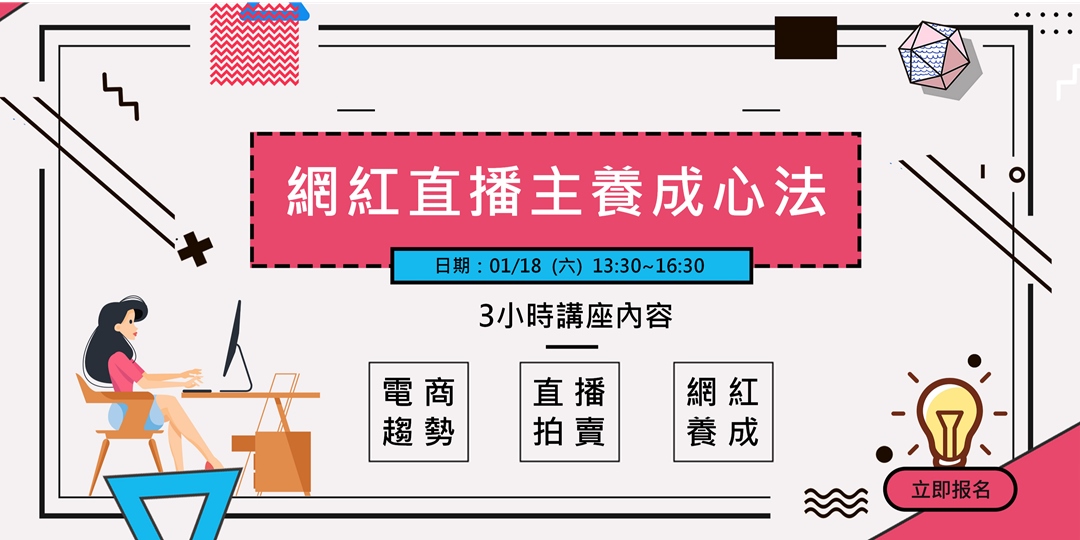 網紅直播主養成心法
日期：01/18 (六) 13:30~16:30
3小時講座內容
電商
趨勢
直播
拍賣
網紅
養成
立即报名